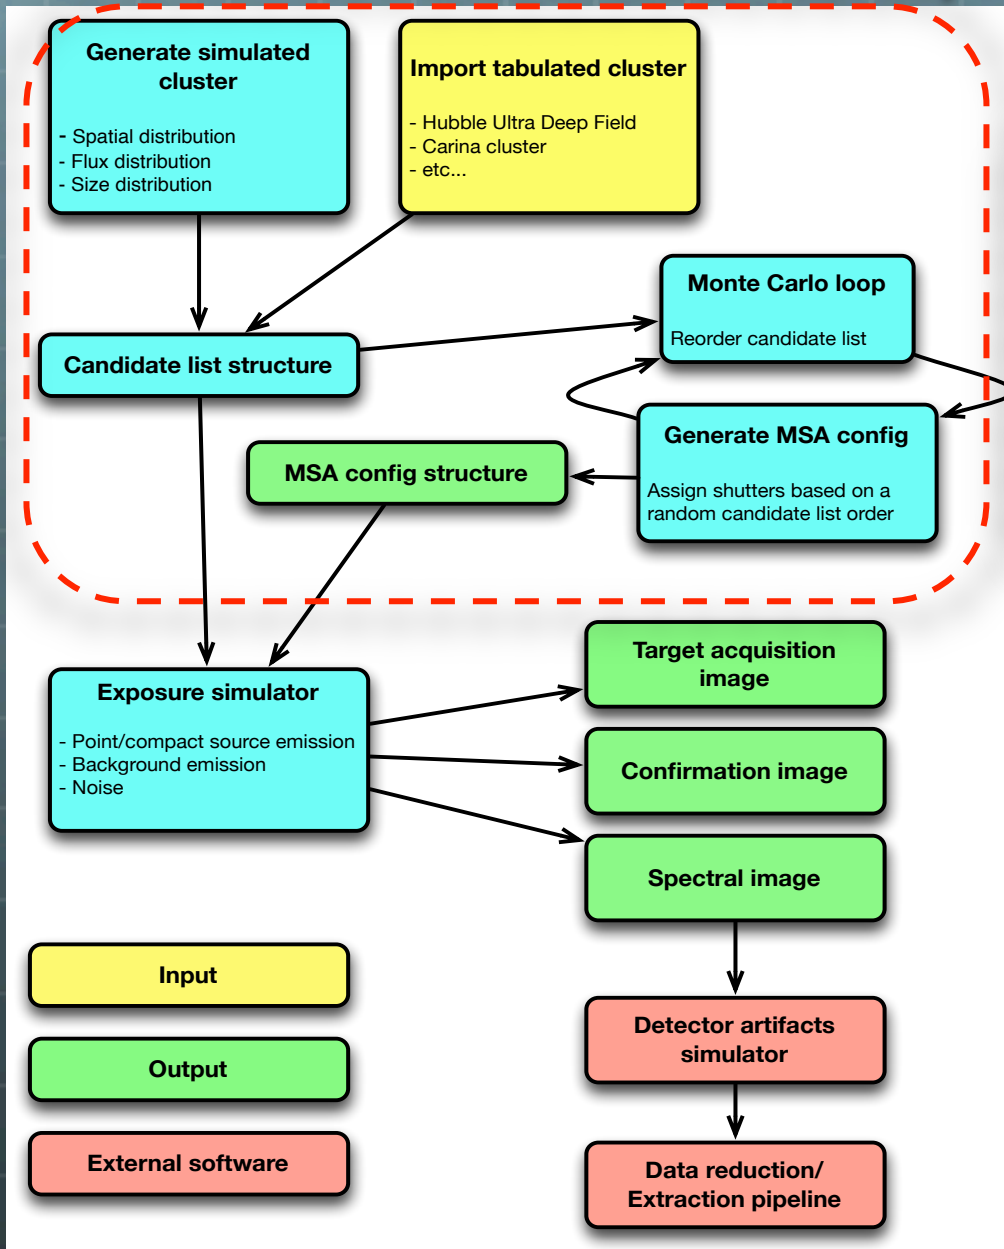 Generate simulated
cluster
- Spatial distribution
- Flux distribution
- Size distribution
Import tabulated cluster
- Hubble Ultra Deep Field
- Carina cluster
- etc...
Monte Carlo loop
Reorder candidate list
Candidate list structure
Generate MSA config
Assign shutters based on a
random candidate list order
MSA config structure
Target acquisition
image
Exposure simulator
- Point/compact source emission
- Background emission
- Noise
Confirmation image
Spectral image
Input
Output
External software
Detector artifacts
simulator
Data reduction/
Extraction pipeline